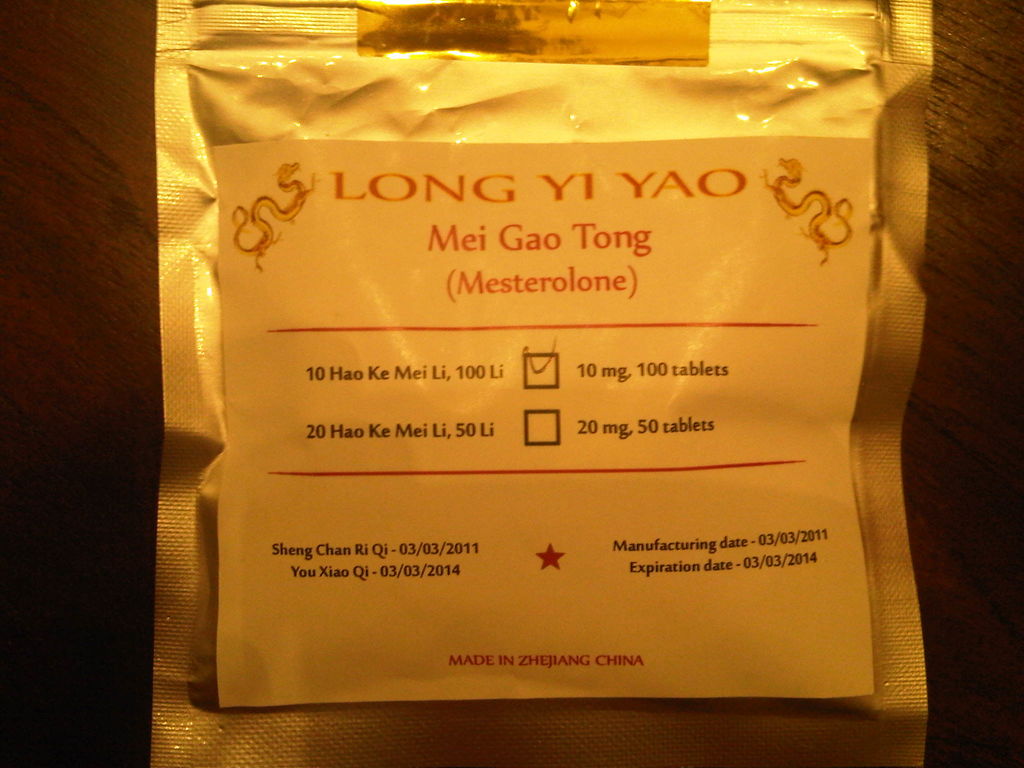 LONG YI YAO
Mei Gao Tong
(Mesterolone)
10 Hao Ke Mei Li, 100 Li
10 mg, 100 tablets
20 Hao Ke Mei Li, 50 Li
20 mg, 50 tablets
Sheng Chan Ri Qi - 03/03/2011
You Xiao Qi - 03/03/2014
Manufacturing date - 03/03/2011
Expiration date - 03/03/2014
MADE IN ZHEJIANG CHINA